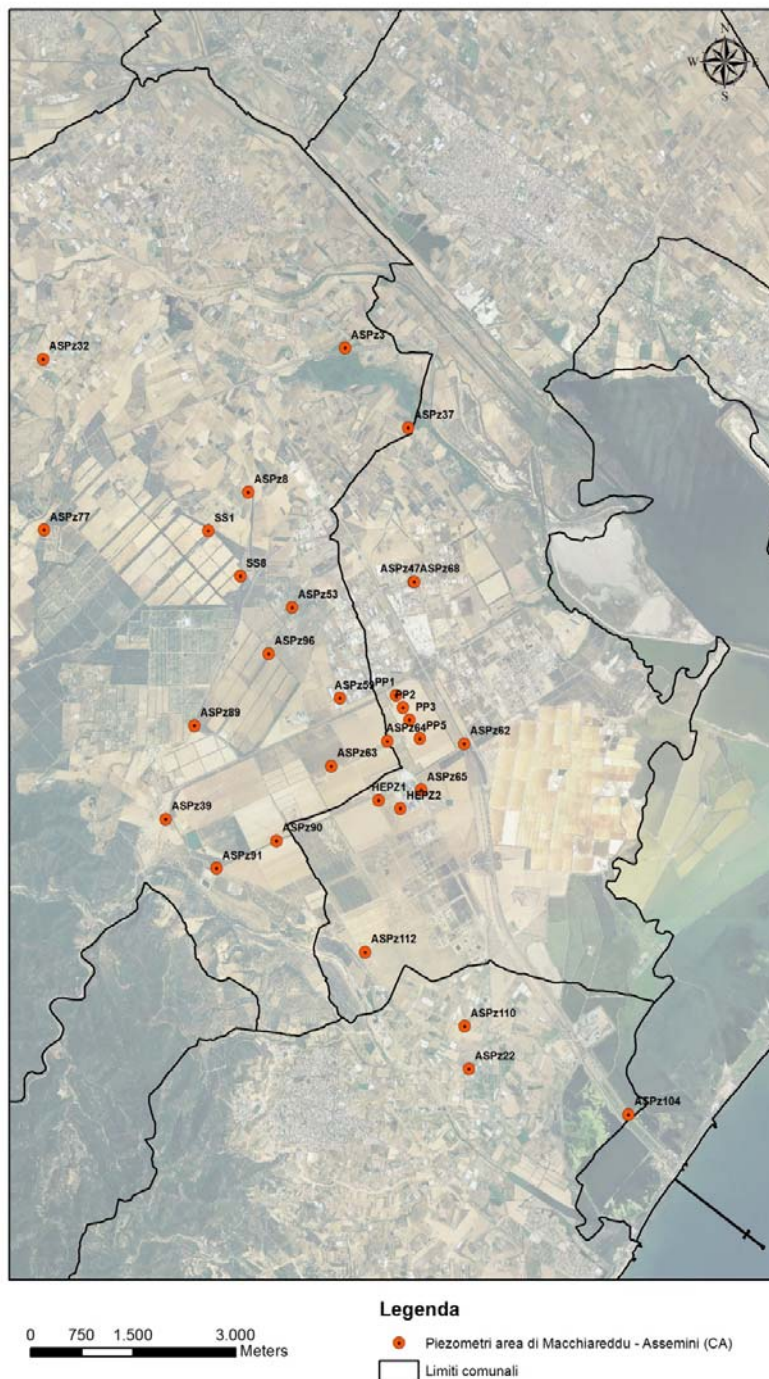 N
W E
S
ASPz3
ASPz32
ASPz37
ASPz8
ASPz77
SS1
SS8
ASPz47ASPz68
ASPz53
ASPz96
PP1
ASPz59
PP2
PP3
ASPz89
PP5
ASPz64
ASPz62
ASPz63
ASPz65
HEPZ1
HEPZ2
ASPz39
ASPz90
ASPz91
ASPz112
ASPz110
ASPz22
ASPz104
Legenda
0 750 1.500 3.000
Meters
Piezometri area di Macchiareddu - Assemini (CA)
Limiti comunali